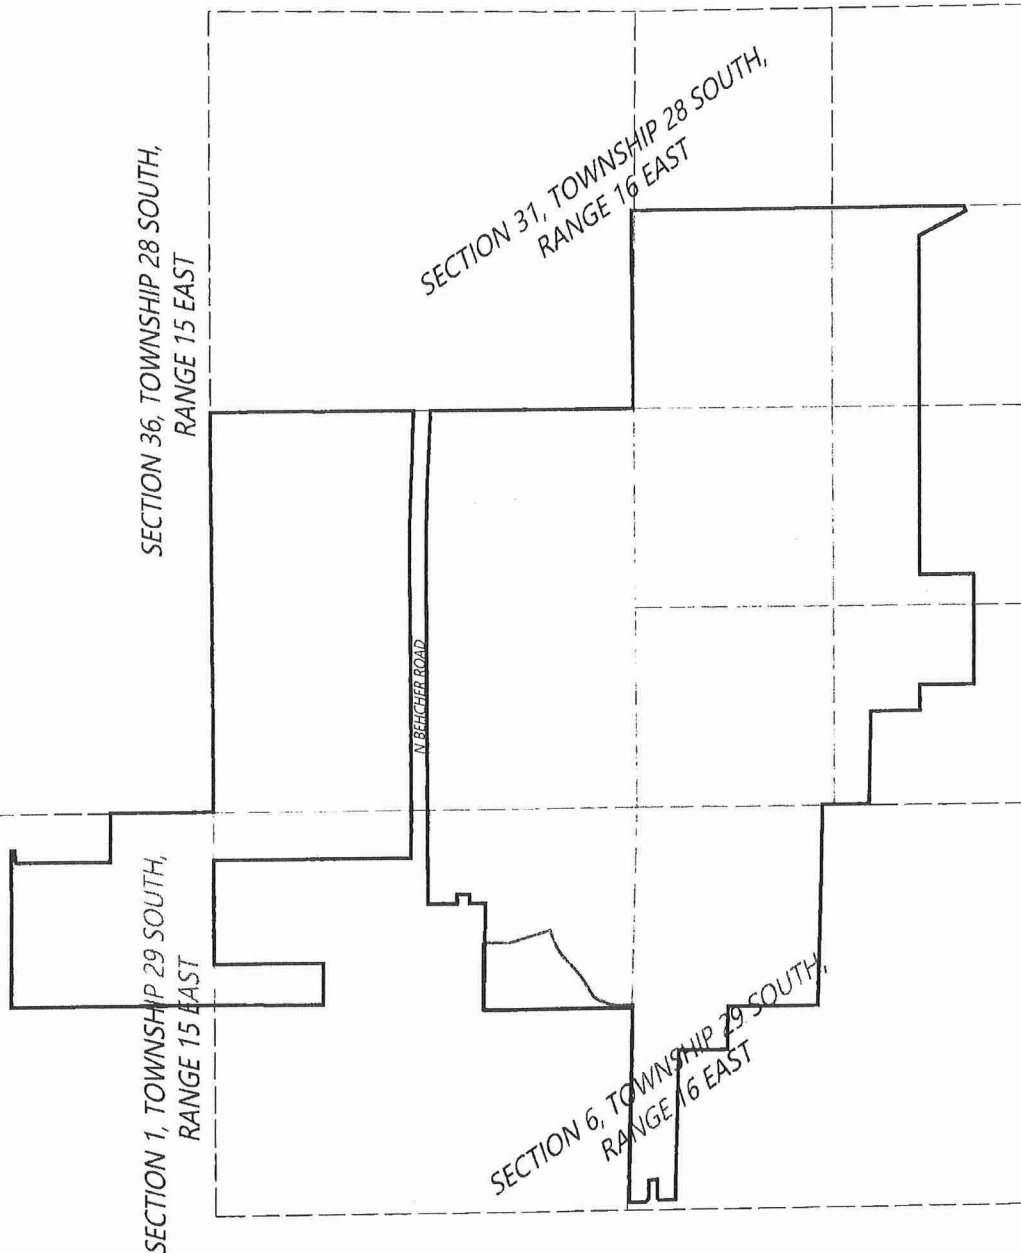 SECTION 31, TOWNSHIP 28 SOUTH,
RANGE 16 EAST
SECTION 36, TOWNSHIP 28 SOUTH,
RANGE 15 EAST
N BEHCHER ROAD
SECTION 1, TOWNSHIP 29 SOUTH,
RANGE 15 EAST
SECTION 6, TOWNSHIP 29 SOUTH,
RANGE 16 EAST